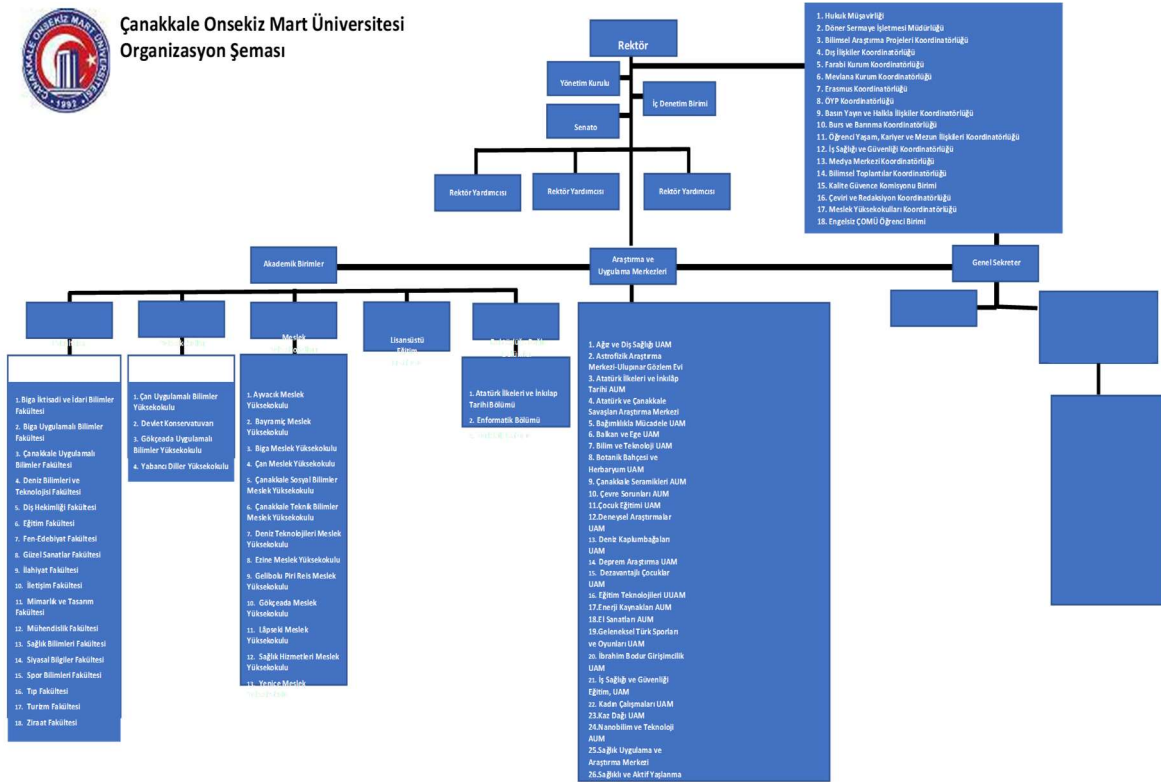 ÇANAKKALE ONSEKİZ MART ÜNİVERSİTESİ
1992
Çanakkale Onsekiz Mart Üniversitesi
Organizasyon Şeması
Rektör
Yönetim Kurulu
İç Denetim Birimi
Senato
Rektör Yardımcısı
Rektör Yardımcısı
Rektör Yardımcısı
1. Hukuk Müşavirliği
2. Döner Sermaye İşletmesi Müdürlüğü
3. Bilimsel Araştırma Projeleri Koordinatörlüğü
4. Dış İlişkiler Koordinatörlüğü
5. Farabi Kurum Koordinatörlüğü
6. Mevlana Kurum Koordinatörlüğü
7. Erasmus Koordinatörlüğü
8. ÖYP Koordinatörlüğü
9. Basın Yayın ve Halkla İlişkiler Koordinatörlüğü
10. Burs ve Barınma Koordinatörlüğü
11. Öğrenci Yaşam, Kariyer ve Mezun İlişkileri Koordinatörlüğü
12. İş Sağlığı ve Güvenliği Koordinatörlüğü
13. Medya Merkezi Koordinatörlüğü
14. Bilimsel Toplantılar Koordinatörlüğü
15. Kalite Güvence Komisyonu Birimi
16. Çeviri ve Redaksiyon Koordinatörlüğü
17. Meslek Yüksekokulları Koordinatörlüğü
18. Engelsiz ÇOMÜ Öğrenci Birimi
Akademik Birimler
Araştırma ve
Uygulama Merkezleri
Genel Sekreter
Meslek
Lisansüstü
Eğitim
1. Biga İktisadi ve İdari Bilimler
Fakültesi
2. Biga Uygulamalı Bilimler
Fakültesi
3. Çanakkale Uygulamalı
Bilimler Fakültesi
4. Deniz Bilimleri ve
Teknolojisi Fakültesi
5. Diş Hekimliği Fakültesi
6. Eğitim Fakültesi
7. Fen-Edebiyat Fakültesi
8. Güzel Sanatlar Fakültesi
9. İlahiyat Fakültesi
10. İletişim Fakültesi
11. Mimarlık ve Tasarım
Fakültesi
12. Mühendislik Fakültesi
13. Sağlık Bilimleri Fakültesi
14. Siyasal Bilgiler Fakültesi
15. Spor Bilimleri Fakültesi
16. Tıp Fakültesi
17. Turizm Fakültesi
18. Ziraat Fakültesi
1. Çan Uygulamalı Bilimler
Yüksekokulu
2. Devlet Konservatuvarı
3. Gökçeada Uygulamalı
Bilimler Yüksekokulu
4. Yabancı Diller Yüksekokulu
1. Ayvacık Meslek
Yüksekokulu
2. Bayramiç Meslek
Yüksekokulu
3. Biga Meslek Yüksekokulu
4. Çan Meslek Yüksekokulu
5. Çanakkale Sosyal Bilimler
Meslek Yüksekokulu
6. Çanakkale Teknik Bilimler
Meslek Yüksekokulu
7. Deniz Teknolojileri Meslek
Yüksekokulu
8. Ezine Meslek Yüksekokulu
9. Gelibolu Piri Reis Meslek
Yüksekokulu
10. Gökçeada Meslek
Yüksekokulu
11. Lâpseki Meslek
Yüksekokulu
12. Sağlık Hizmetleri Meslek
Yüksekokulu
13. Yenice Meslek
1. Atatürk İlkeleri ve İnkılap
Tarihi Bölümü
2. Enformatik Bölümü
1. Ağız ve Diş Sağlığı UAM
2. Astrofizik Araştırma
Merkezi-Ulupınar Gözlem Evi
3. Atatürk İlkeleri ve İnkılâp
Tarihi AUM
4. Atatürk ve Çanakkale
Savaşları Araştırma Merkezi
5. Bağımlılıkla Mücadele UAM
6. Balkan ve Ege UAM
7. Bilim ve Teknoloji UAM
8. Botanik Bahçesi ve
Herbaryum UAM
9. Çanakkale Seramikleri AUM
10. Çevre Sorunları AUM
11.Çocuk Eğitimi UAM
12.Deneysel Araştırmalar
UAM
13. Deniz Kaplumbağaları
UAM
14. Deprem Araştırma UAM
15. Dezavantajlı Çocuklar
UAM
16. Eğitim Teknolojileri UUAM
17.Enerji Kaynakları AUM
18.El Sanatları AUM
19.Geleneksel Türk Sporları
ve Oyunları UAM
20. İbrahim Bodur Girişimcilik
UAM
21. İş Sağlığı ve Güvenliği
Eğitim, UAM
22. Kadın Çalışmaları UAM
23.Kaz Dağı UAM
24.Nanobilim ve Teknoloji
AUM
25.Sağlık Uygulama ve
Araştırma Merkezi
26.Sağlıklı ve Aktif Yaşlanma